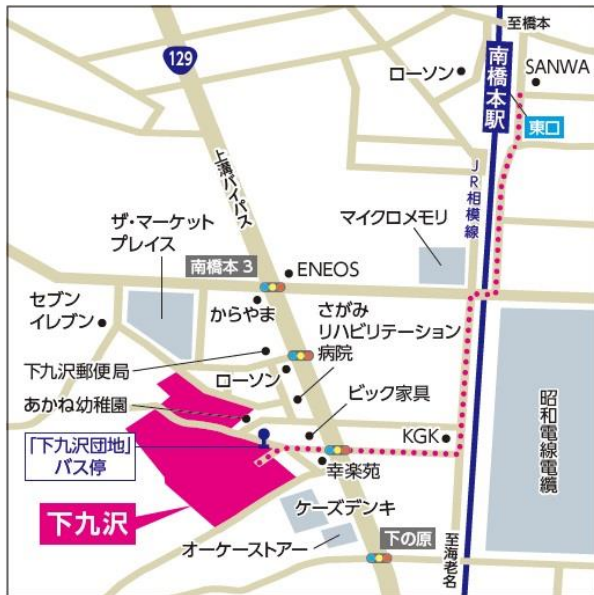 至橋本
129
南橋本駅
ローソン
SANWA
東口
上溝バイパス
JR相模線
ザ・マーケット
プレイス
マイクロメモリ
南橋本3
ENEOS
セブン
イレブン
からやま
さがみ
リハビリテーション
病院
下九沢郵便局
ローソン
あかね幼稚園
ビック家具
「下九沢団地」
バス停
KGK
昭和電線電纜
幸楽苑
下九沢
ケーズデンキ
オーケーストアー
下の原
至海老名